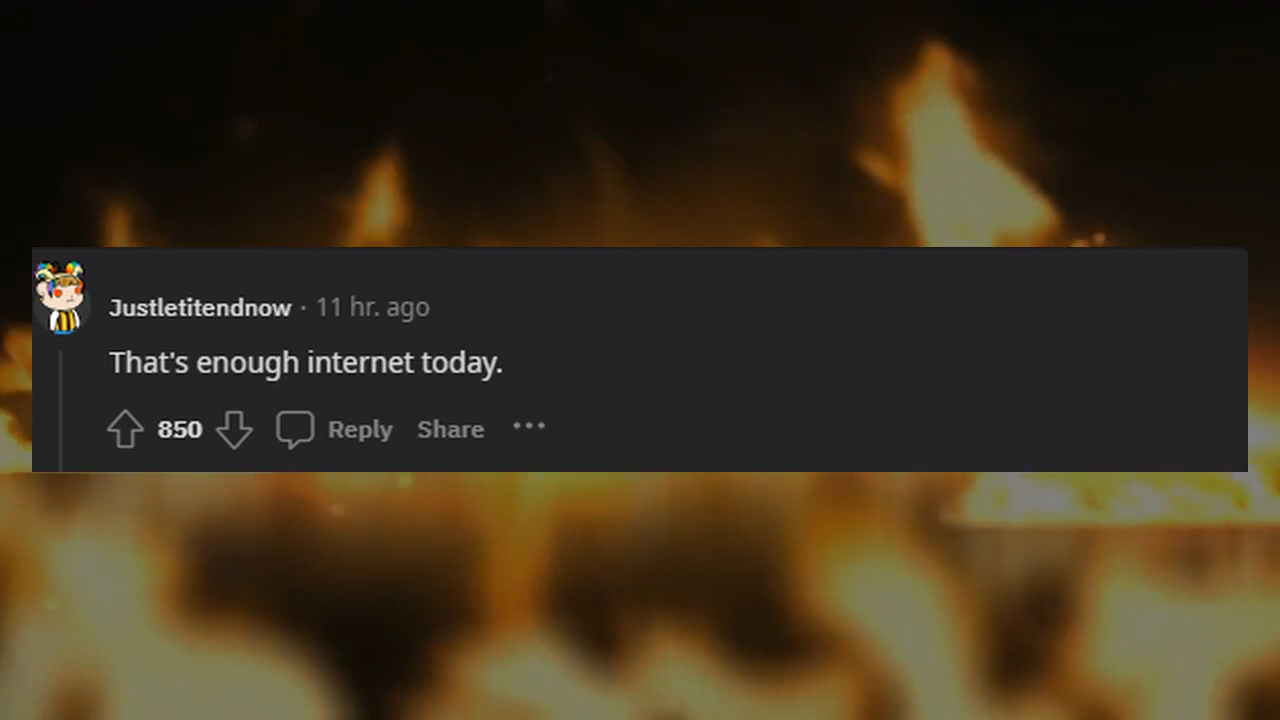 Justletitendnow · 11 hr. ago
That's enough internet today.
850 Reply Share ···